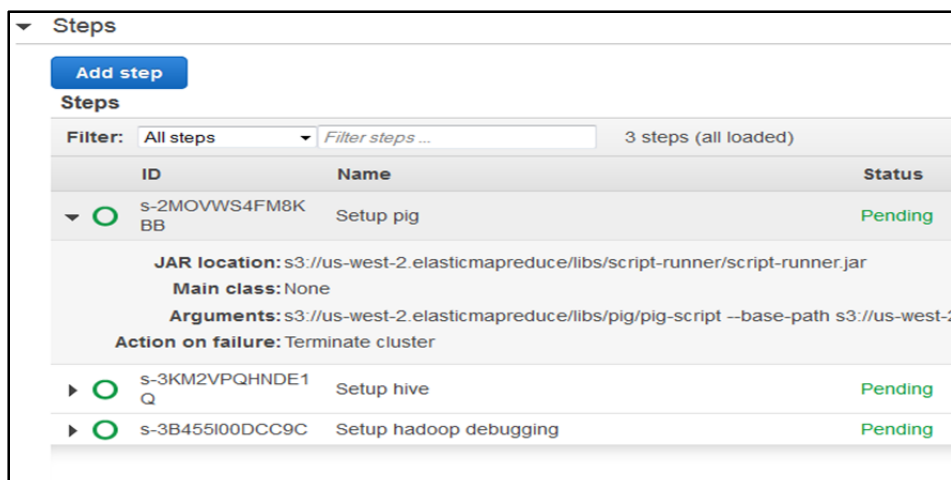 Steps
Add step
Steps
Filter: All steps Filter steps ... 3 steps (all loaded)
ID Name Status
s-2MOVWS4FM8K
BB Setup pig Pending
JAR location: s3://us-west-2.elasticmapreduce/libs/script-runner/script-runner.jar
Main class: None
Arguments: s3://us-west-2.elasticmapreduce/libs/pig/pig-script --base-path s3://us-west-2
Action on failure: Terminate cluster
s-3KM2VPQHNDE1
Q Setup hive Pending
s-3B455I00DCC9C Setup hadoop debugging Pending